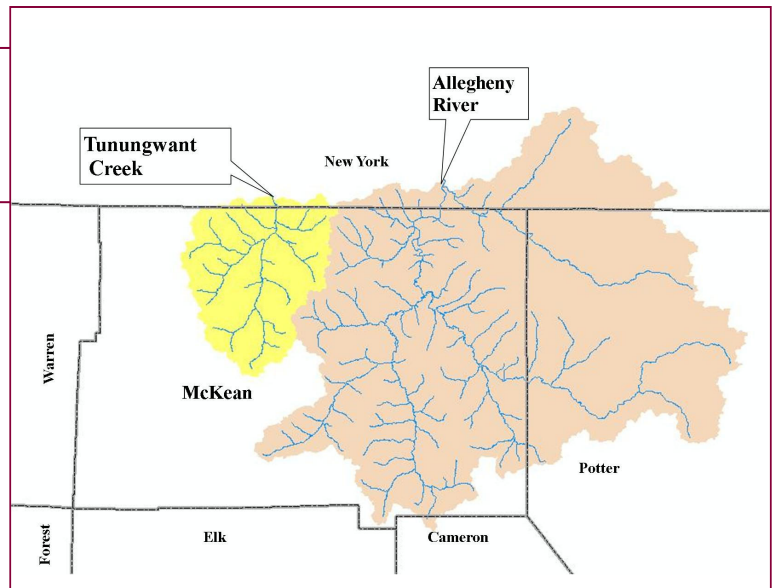 Allegheny
River
Tunungwant
Creek
New York
Warren
McKean
Potter
Forest
Elk
Cameron